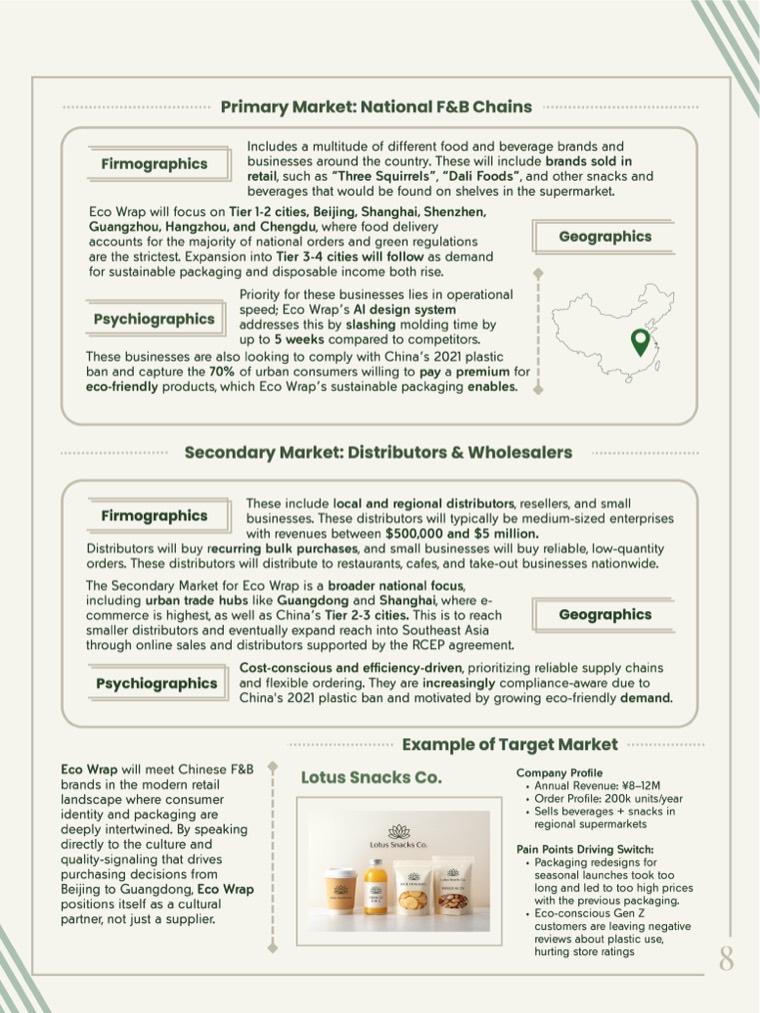 Primary Market: National F&B Chains
Firmographics
Includes a multitude of different food and beverage brands and
businesses around the country. These will include brands sold in
retail, such as “Three Squirrels”, “Dali Foods”, and other snacks and
beverages that would be found on shelves in the supermarket.
Eco Wrap will focus on Tier 1-2 cities, Beijing, Shanghai, Shenzhen,
Guangzhou, Hangzhou, and Chengdu, where food delivery
accounts for the majority of national orders and green regulations
are the strictest. Expansion into Tier 3-4 cities will follow as demand
for sustainable packaging and disposable income both rise.
Geographics
Psychiographics
Priority for these businesses lies in operational
speed; Eco Wrap’s AI design system
addresses this by slashing molding time by
up to 5 weeks compared to competitors.
These businesses are also looking to comply with China’s 2021 plastic
ban and capture the 70% of urban consumers willing to pay a premium for
eco-friendly products, which Eco Wrap’s sustainable packaging enables.
Secondary Market: Distributors & Wholesalers
Firmographics
These include local and regional distributors, resellers, and small
businesses. These distributors will typically be medium-sized enterprises
with revenues between $500,000 and $5 million.
Distributors will buy recurring bulk purchases, and small businesses will buy reliable, low-quantity
orders. These distributors will distribute to restaurants, cafes, and take-out businesses nationwide.
The Secondary Market for Eco Wrap is a broader national focus,
including urban trade hubs like Guangdong and Shanghai, where e-
commerce is highest, as well as China’s Tier 2-3 cities. This is to reach
smaller distributors and eventually expand reach into Southeast Asia
through online sales and distributors supported by the RCEP agreement.
Geographics
Psychiographics
Cost-conscious and efficiency-driven, prioritizing reliable supply chains
and flexible ordering. They are increasingly compliance-aware due to
China's 2021 plastic ban and motivated by growing eco-friendly demand.
Example of Target Market
Eco Wrap will meet Chinese F&B
brands in the modern retail
landscape where consumer
identity and packaging are
deeply intertwined. By speaking
directly to the culture and
quality-signaling that drives
purchasing decisions from
Beijing to Guangdong, Eco Wrap
positions itself as a cultural
partner, not just a supplier.
Lotus Snacks Co.
Lotus Snacks Co.
Company Profile
• Annual Revenue: ¥8–12M
• Order Profile: 200k units/year
• Sells beverages + snacks in
regional supermarkets
Pain Points Driving Switch:
• Packaging redesigns for
seasonal launches took too
long and led to too high prices
with the previous packaging.
• Eco-conscious Gen Z
customers are leaving negative
reviews about plastic use,
hurting store ratings
8